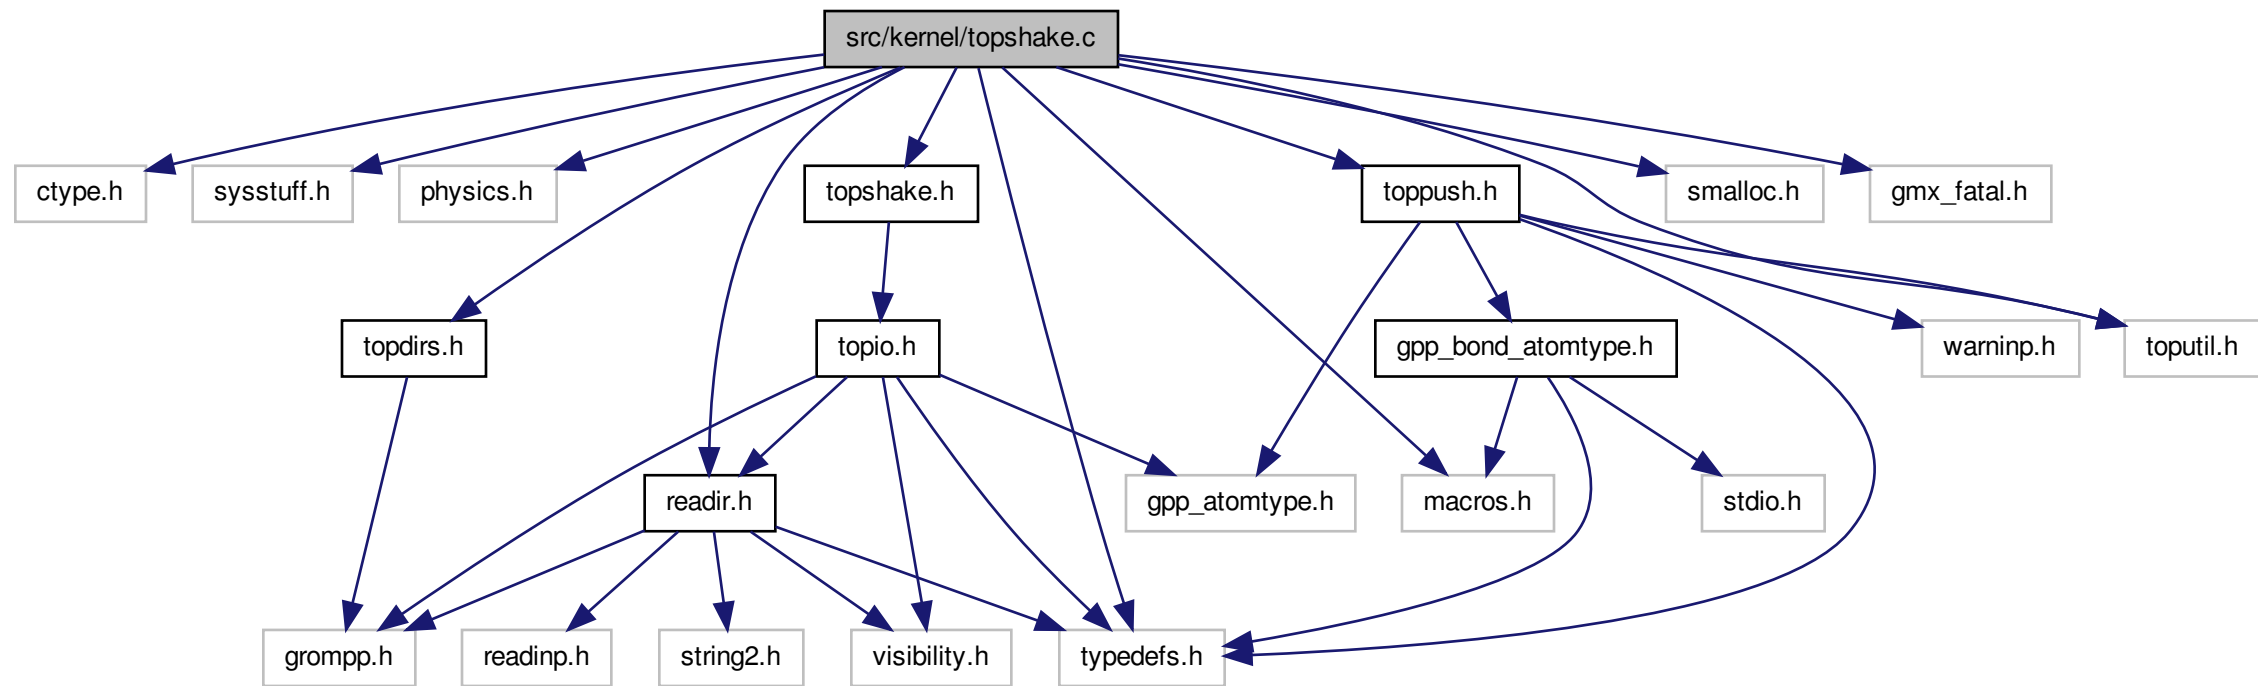 src/kernel/topshake.c
ctype.h
sysstuff.h
physics.h
topshake.h
toppush.h
smalloc.h
gmx_fatal.h
topdirs.h
topio.h
gpp_bond_atomtype.h
warninp.h
toputil.h
readir.h
gpp_atomtype.h
macros.h
stdio.h
grompp.h
readinp.h
string2.h
visibility.h
typedefs.h